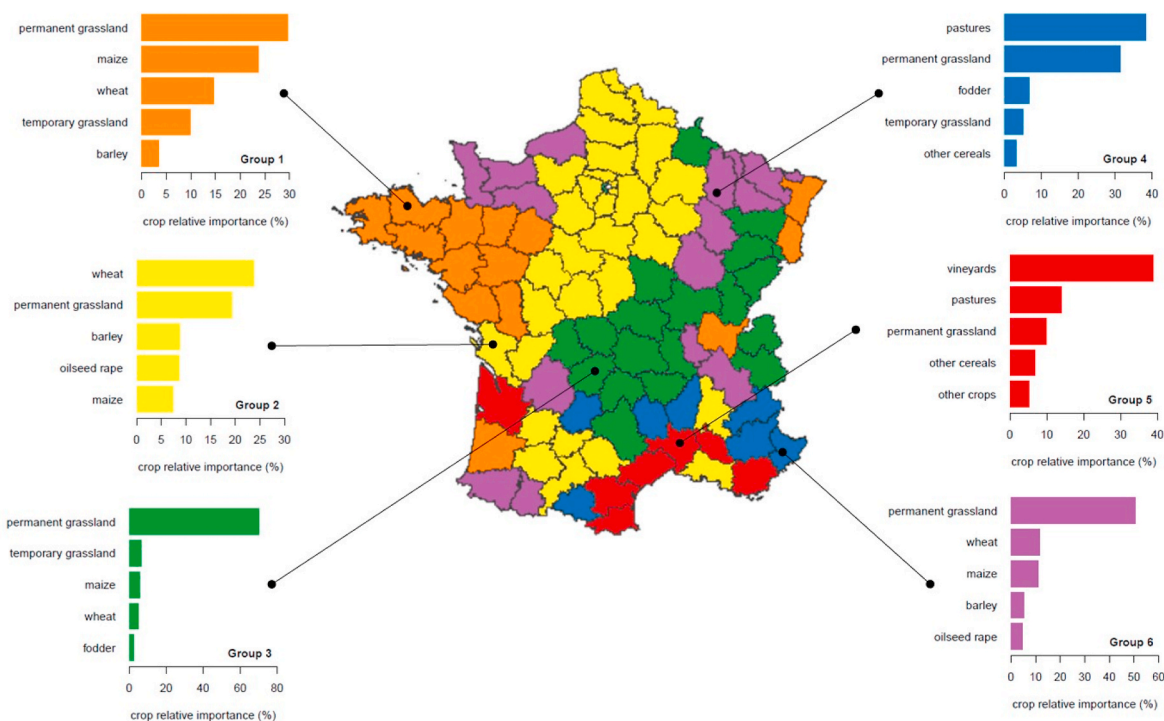 permanent grassland
maize
wheat
temporary grassland
barley
Group 1
0 5 10 15 20 25 30
crop relative importance (%)
wheat
permanent grassland
barley
oilseed rape
maize
Group 2
0 5 10 15 20 25 30
crop relative importance (%)
permanent grassland
temporary grassland
maize
wheat
fodder
Group 3
0 20 40 60 80
crop relative importance (%)
pastures
permanent grassland
fodder
temporary grassland
other cereals
Group 4
0 10 20 30 40
crop relative importance (%)
vineyards
pastures
permanent grassland
other cereals
other crops
Group 5
0 10 20 30 40
crop relative importance (%)
permanent grassland
wheat
maize
barley
oilseed rape
Group 6
0 10 20 30 40 50 60
crop relative importance (%)